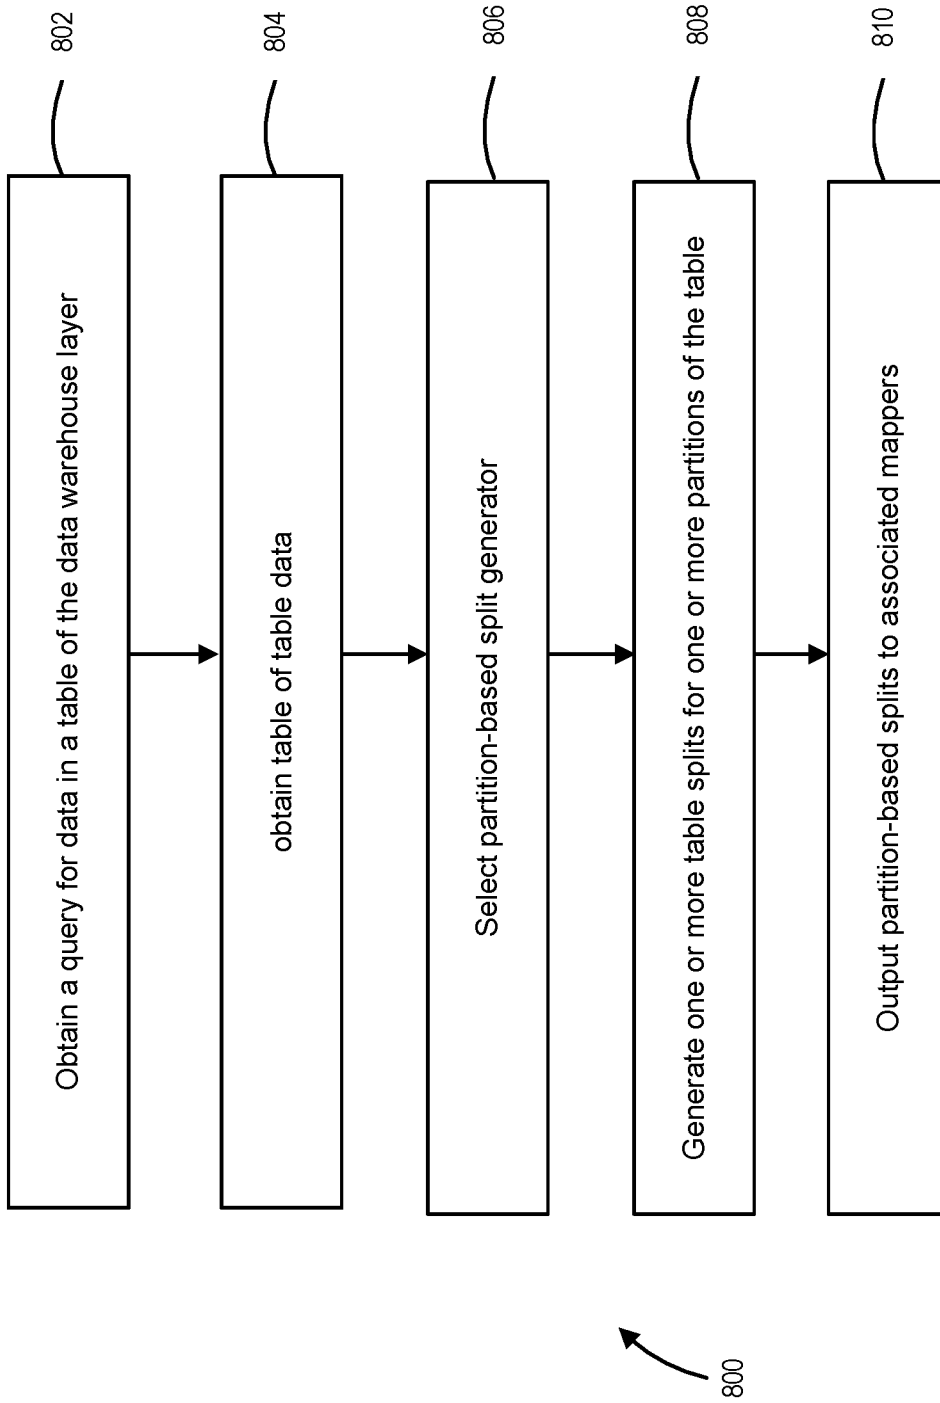 802
Obtain a query for data in a table of the data warehouse layer
804
obtain table of table data
806
Select partition-based split generator
808
Generate one or more table splits for one or more partitions of the table
810
Output partition-based splits to associated mappers
800